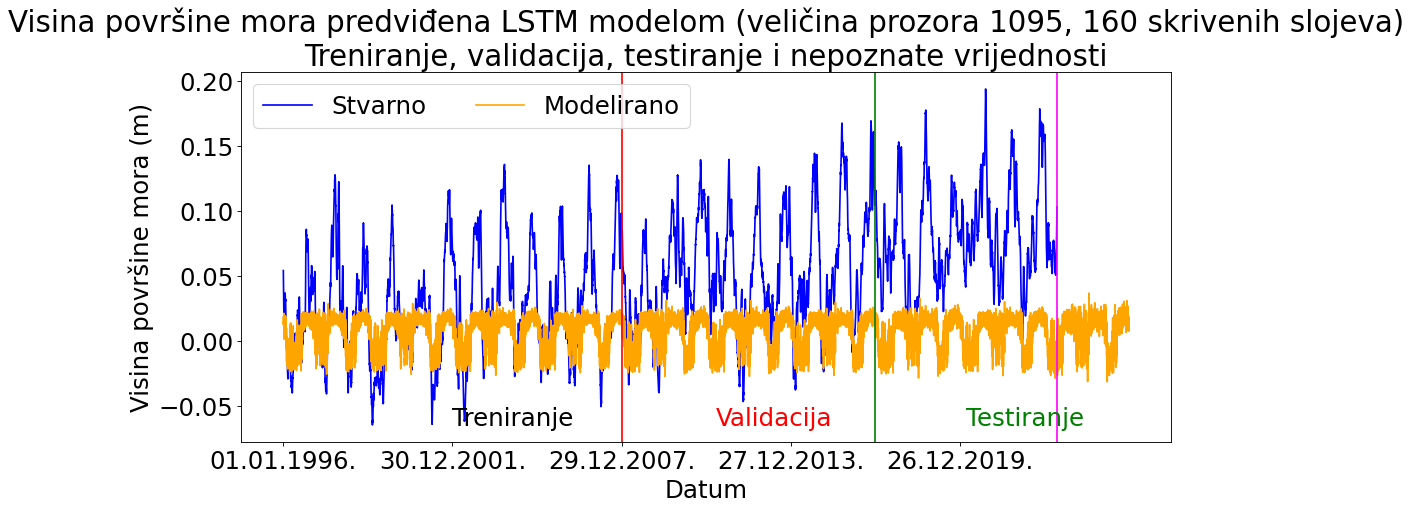 Visina površine mora predviđena LSTM modelom (veličina prozora 1095, 160 skrivenih slojeva)
Treniranje, validacija, testiranje i nepoznate vrijednosti
Stvarno Modelirano
Visina površine mora (m)
0.20
0.15
0.10
0.05
0.00
−0.05
Treniranje Validacija Testiranje
01.01.1996. 30.12.2001. 29.12.2007. 27.12.2013. 26.12.2019.
Datum